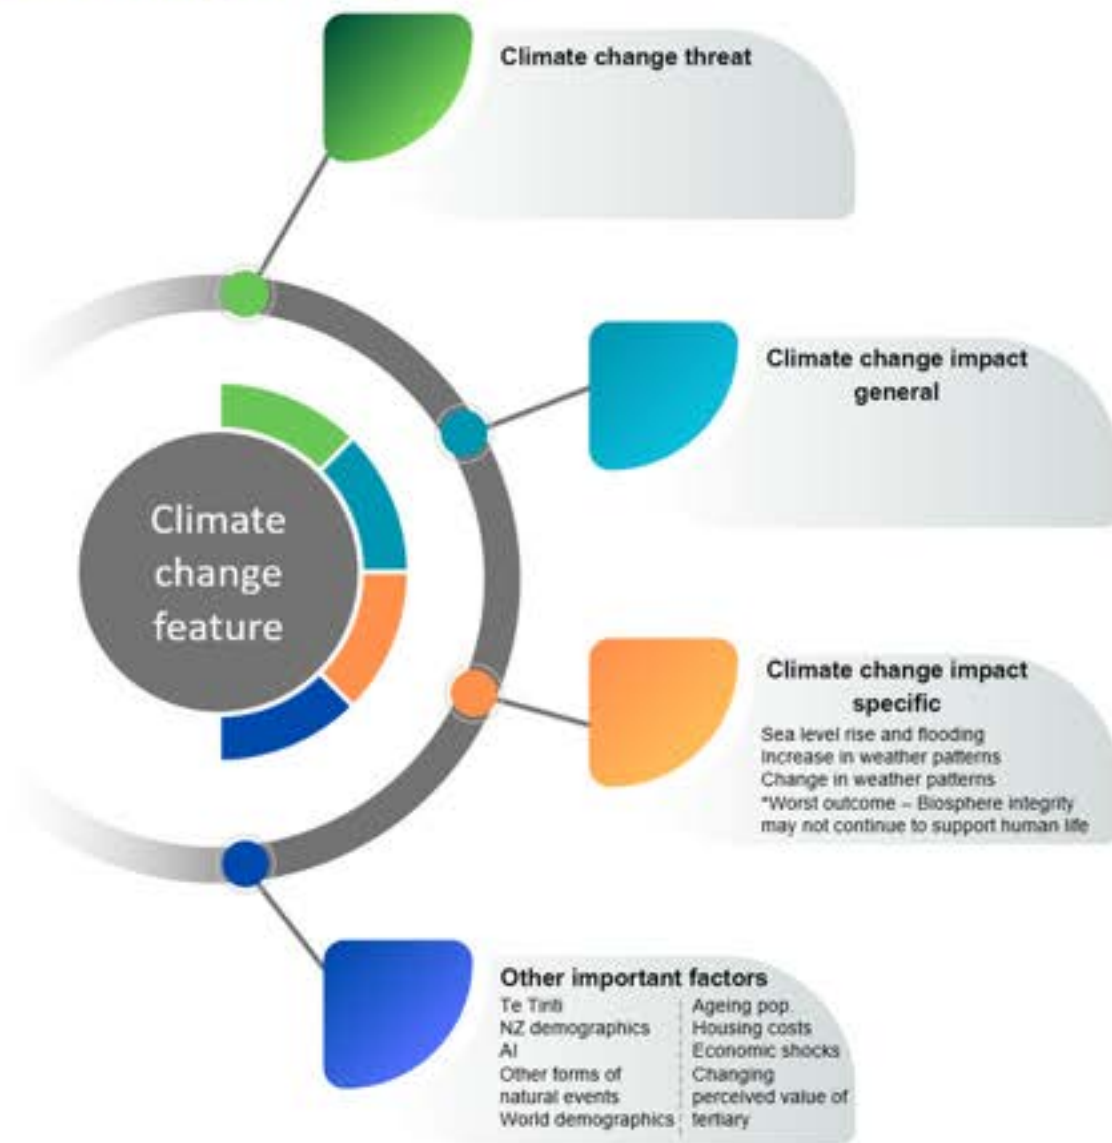 Climate change threat
Climate change impact
general
Climate
change
feature
Climate change impact
specific
Sea level rise and flooding
Increase in weather patterns
Change in weather patterns
*Worst outcome – Biosphere integrity
may not continue to support human life
Other important factors
Te Tiriti
NZ demographics
AI
Other forms of
natural events
World demographics
Ageing pop.
Housing costs
Economic shocks
Changing
perceived value of
tertiary